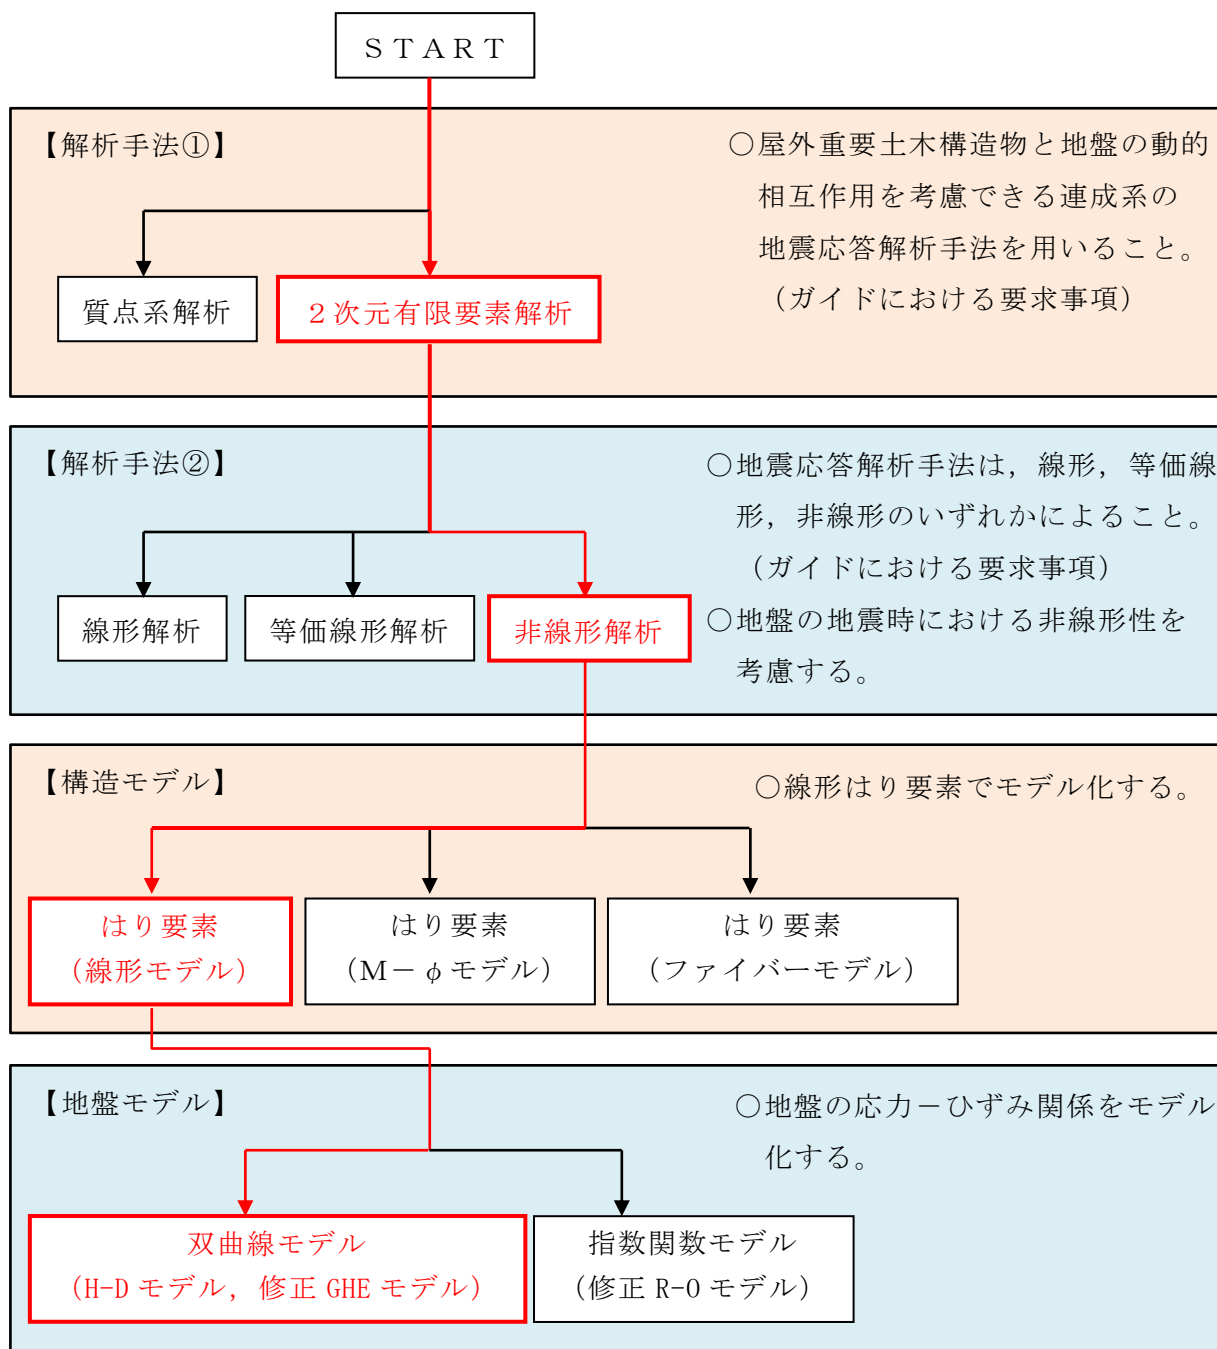 ＳＴＡＲＴ
【解析手法①】
○屋外重要土木構造物と地盤の動的
相互作用を考慮できる連成系の
地震応答解析手法を用いること。
（ガイドにおける要求事項）
質点系解析
２次元有限要素解析
【解析手法②】
○地震応答解析手法は，線形，等価線
形，非線形のいずれかによること。
（ガイドにおける要求事項）
○地盤の地震時における非線形性を
考慮する。
線形解析
等価線形解析
非線形解析
【構造モデル】
○線形はり要素でモデル化する。
はり要素
（線形モデル）
はり要素
（Ｍ－φモデル）
はり要素
（ファイバーモデル）
【地盤モデル】
○地盤の応力－ひずみ関係をモデル
化する。
双曲線モデル
（H-D モデル，修正 GHE モデル）
指数関数モデル
（修正 R-O モデル）